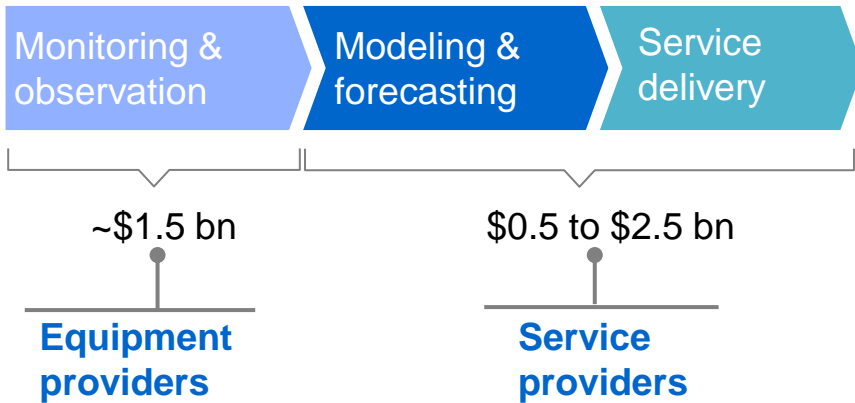 Monitoring &
observation
Modeling &
forecasting
Service
delivery
~$1.5 bn
$0.5 to $2.5 bn
Equipment
providers
Service
providers